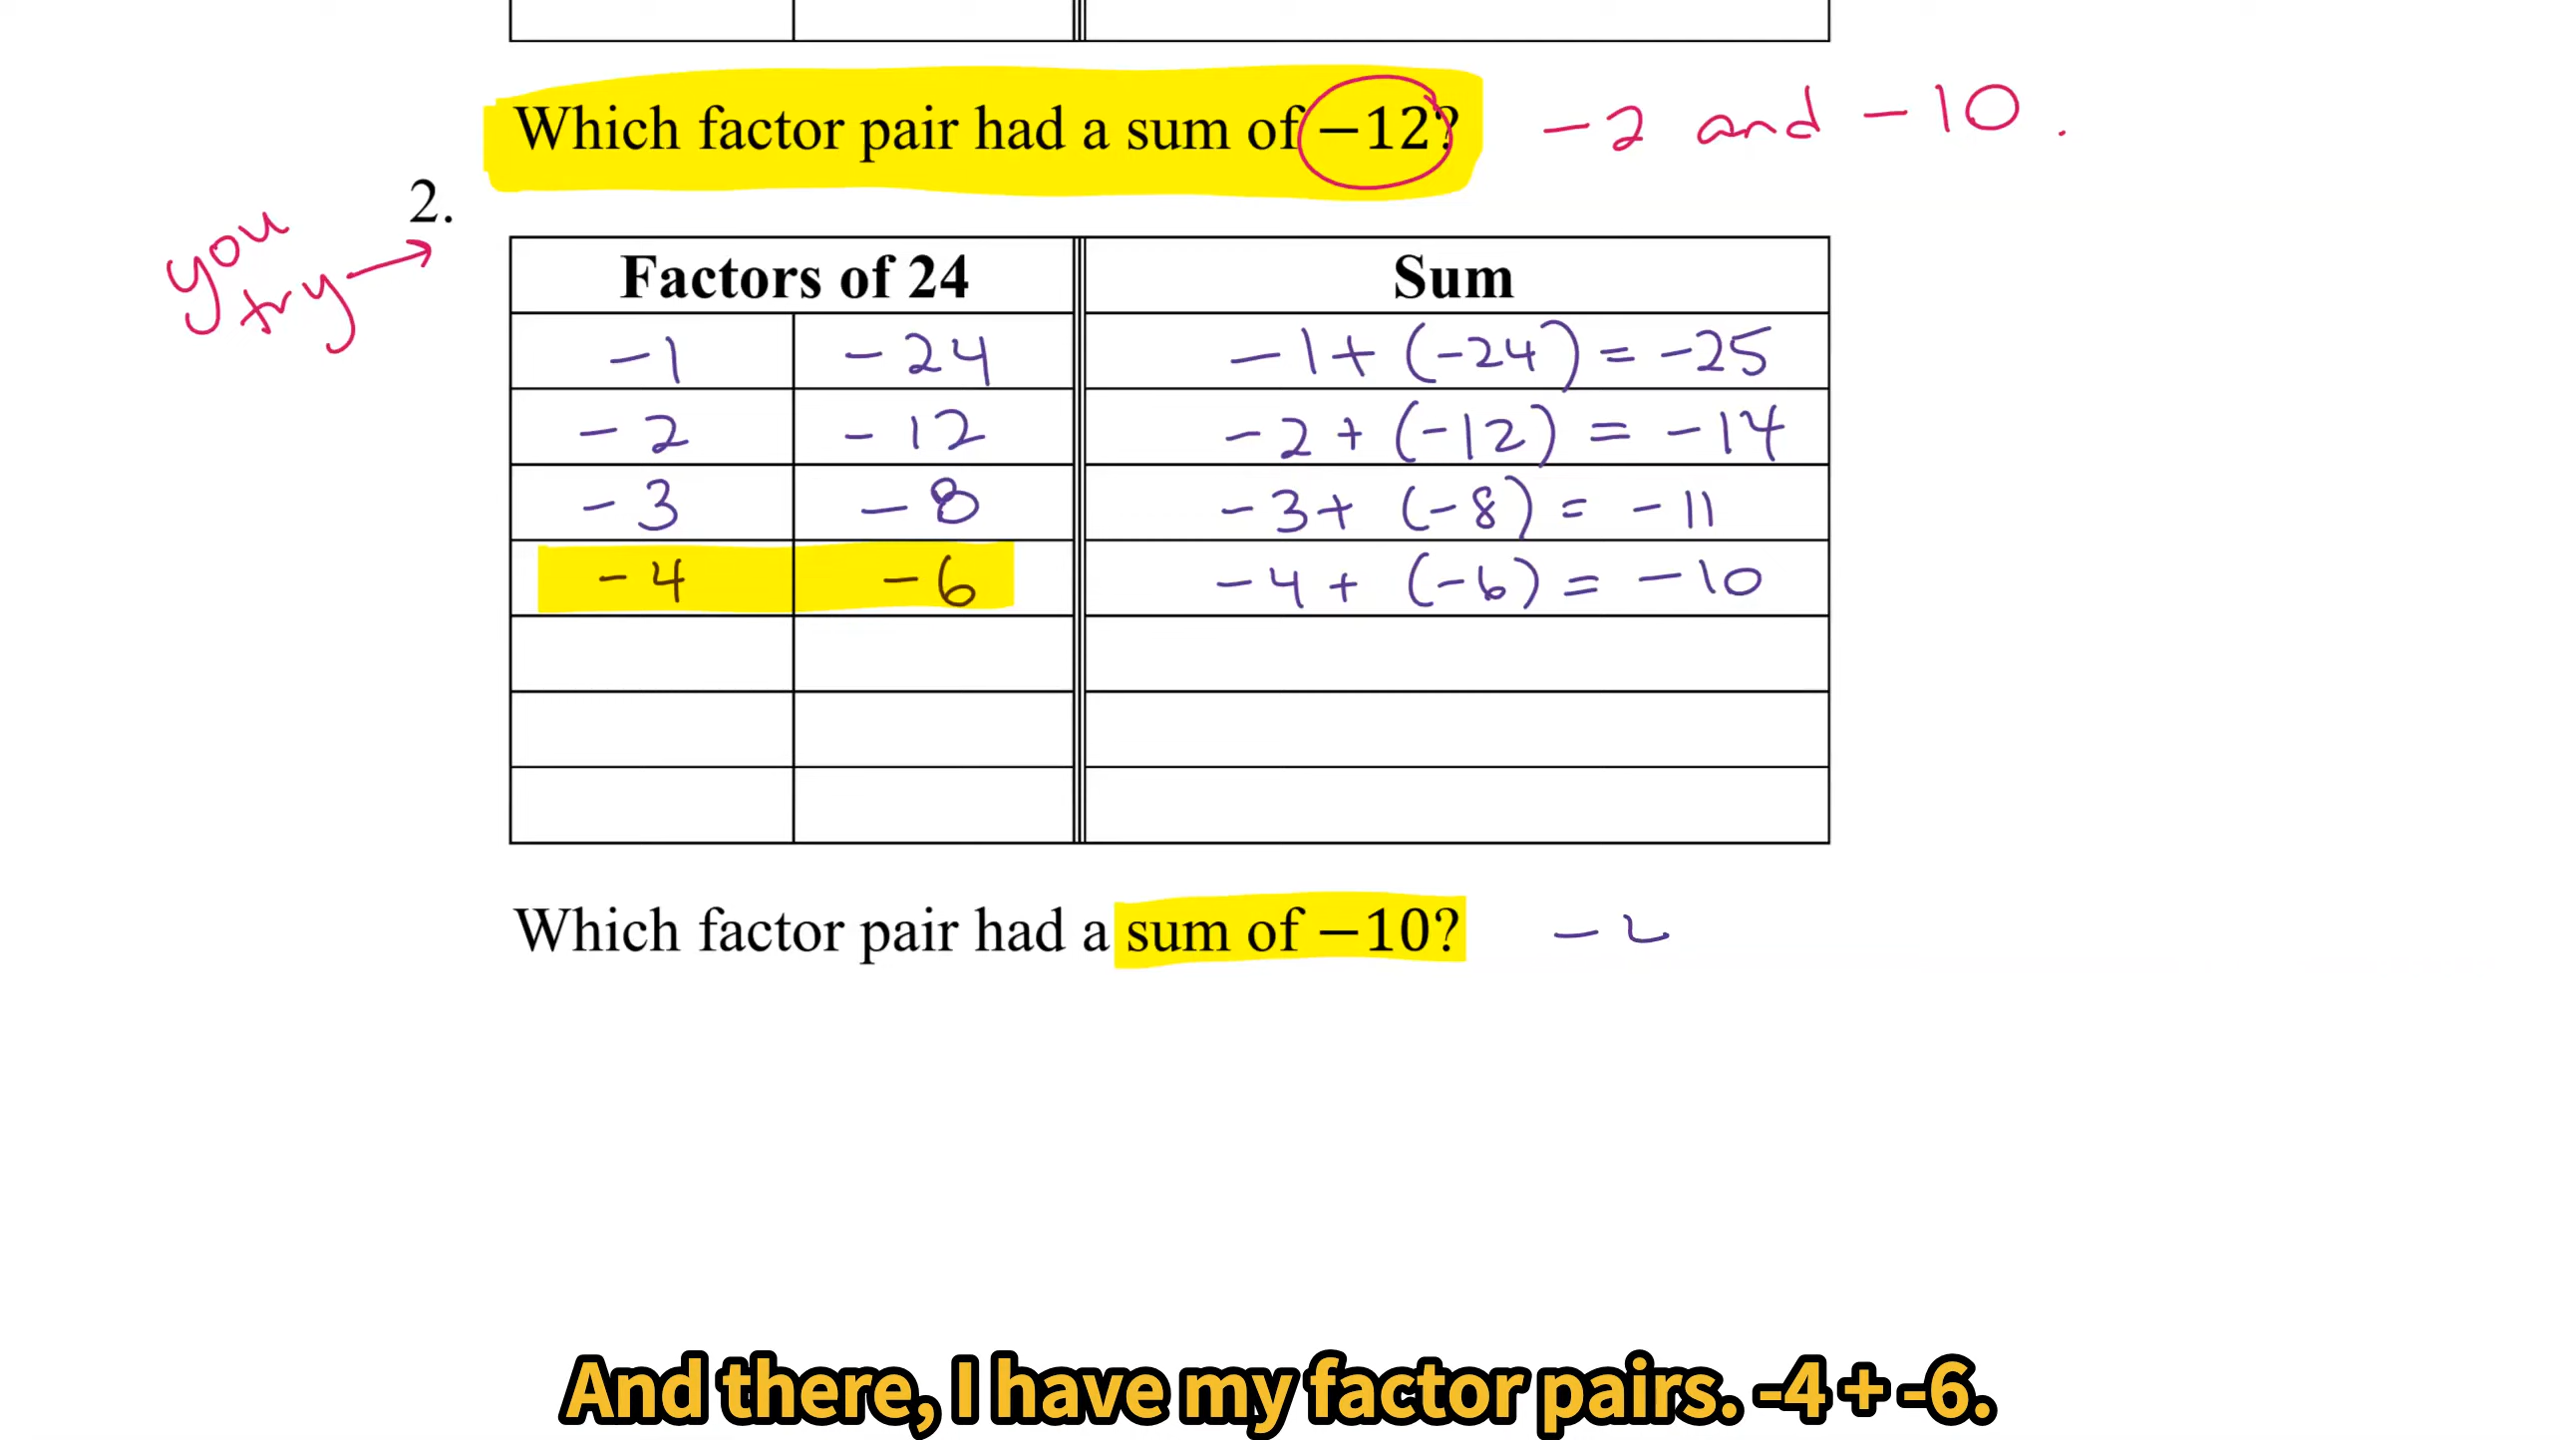 Which factor pair had a sum of −12? −2 and −10.
2.
you
try
Factors of 24 Sum
−1 −24 −1+(−24)=−25
−2 −12 −2+(−12)=−14
−3 −8 −3+(−8)=−11
−4 −6 −4+(−6)=−10
Which factor pair had a sum of −10? −
And there, I have my factor pairs. -4 + -6.